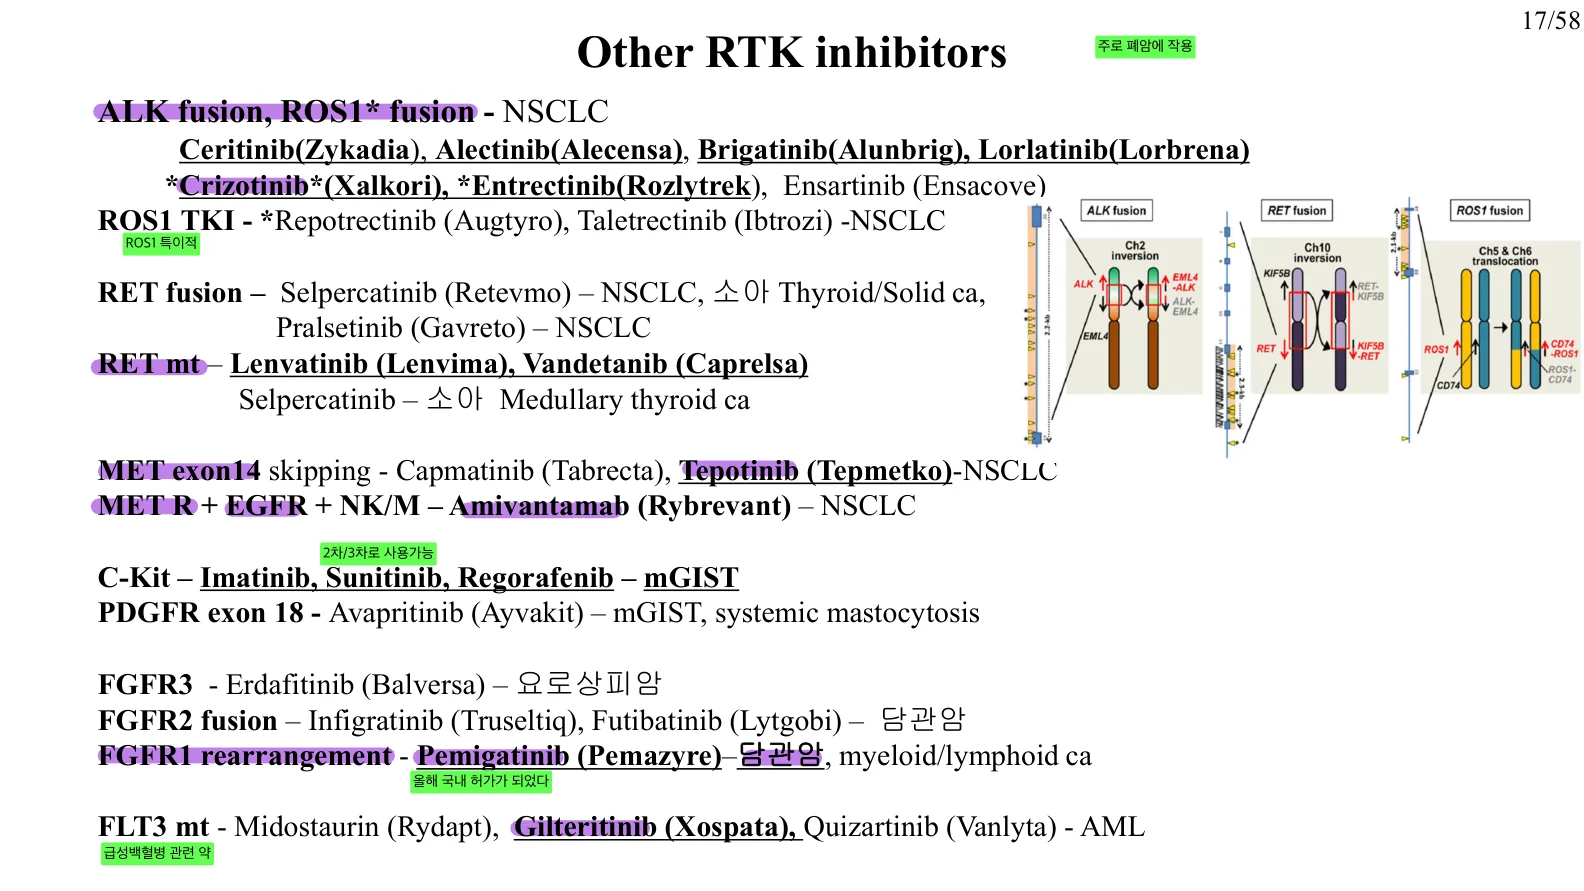 17/58
Other RTK inhibitors
주로 폐암에 작용
ALK fusion, ROS1* fusion - NSCLC
Ceritinib(Zykadia), Alectinib(Alecensa), Brigatinib(Alunbrig), Lorlatinib(Lorbrena)
*Crizotinib*(Xalkori), *Entrectinib(Rozlytrek), Ensartinib (Ensacove)
ROS1 TKI - *Repotrectinib (Augtyro), Taletrectinib (Ibtrozi) -NSCLC
ROS1 특이적
RET fusion – Selpercatinib (Retevmo) – NSCLC, 소아 Thyroid/Solid ca,
Pralsetinib (Gavreto) – NSCLC
RET mt – Lenvatinib (Lenvima), Vandetanib (Caprelsa)
Selpercatinib – 소아 Medullary thyroid ca
MET exon14 skipping - Capmatinib (Tabrecta), Tepotinib (Tepmetko)-NSCLC
MET R + EGFR + NK/M – Amivantamab (Rybrevant) – NSCLC
2차/3차로 사용가능
C-Kit – Imatinib, Sunitinib, Regorafenib – mGIST
PDGFR exon 18 - Avapritinib (Ayvakit) – mGIST, systemic mastocytosis
FGFR3 - Erdafitinib (Balversa) – 요로상피암
FGFR2 fusion – Infigratinib (Truseltiq), Futibatinib (Lytgobi) – 담관암
FGFR1 rearrangement - Pemigatinib (Pemazyre)–담관암, myeloid/lymphoid ca
올해 국내 허가가 되었다
FLT3 mt - Midostaurin (Rydapt), Gilteritinib (Xospata), Quizartinib (Vanlyta) - AML
급성백혈병 관련 약
ALK fusion
Ch2
inversion
ALK
EML4
EML4
-ALK
ALK-
EML4
2.2-kb
RET fusion
Ch10
inversion
KIF5B
RET
RET-
KIF5B
KIF5B
-RET
2.1-kb
ROS1 fusion
Ch5 & Ch6
translocation
ROS1
CD74
CD74
-ROS1
ROS1-
CD74
2.1-kb